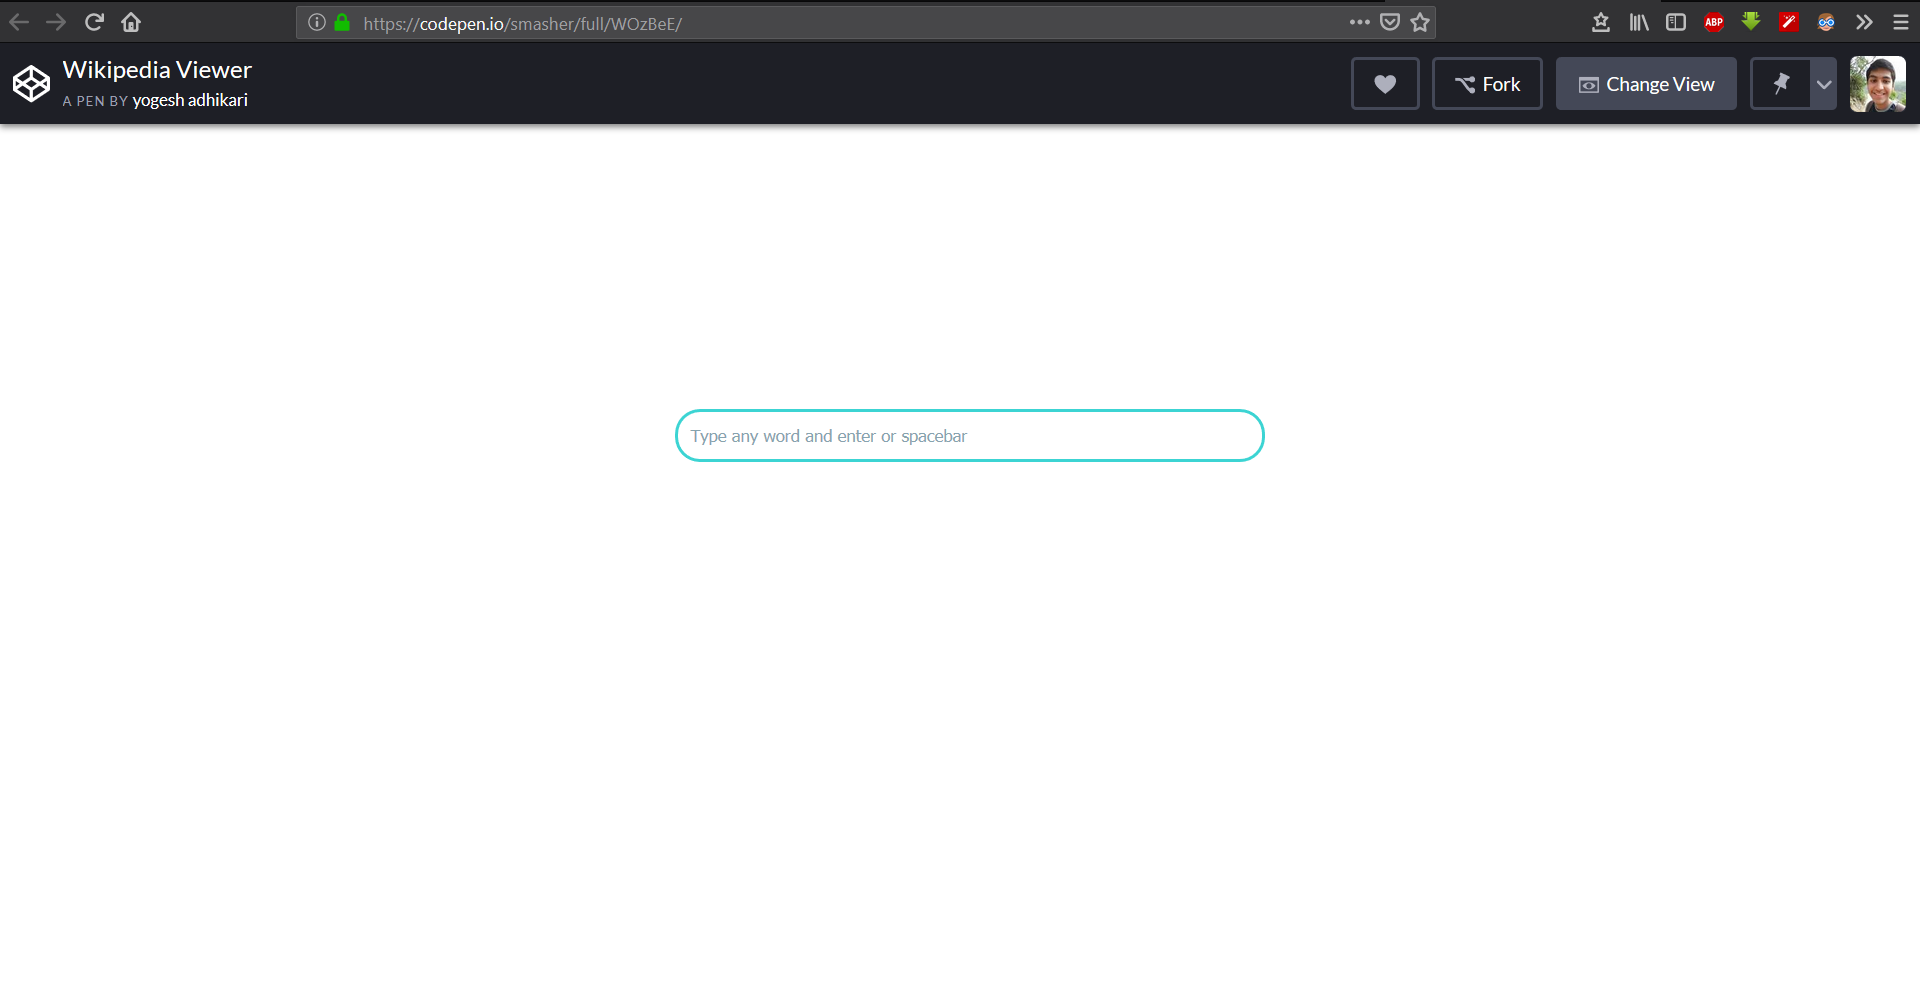 https://codepen.io/smasher/full/WOzBeE/
ABP
Wikipedia Viewer
A PEN BY yogesh adhikari
Fork
Change View
Type any word and enter or spacebar